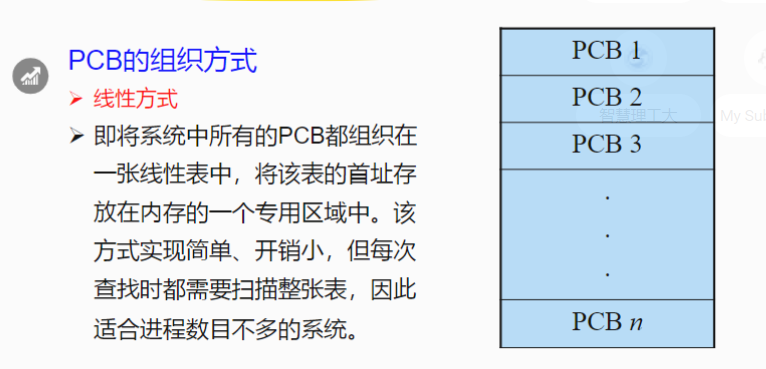 PCB的组织方式
➤ 线性方式
➤ 即将系统中所有的PCB都组织在
一张线性表中，将该表的首址存
放在内存的一个专用区域中。该
方式实现简单、开销小，但每次
查找时都需要扫描整张表，因此
适合进程数目不多的系统。
PCB 1
PCB 2
智慧理工大
My Sub
PCB 3
.
.
.
PCB n